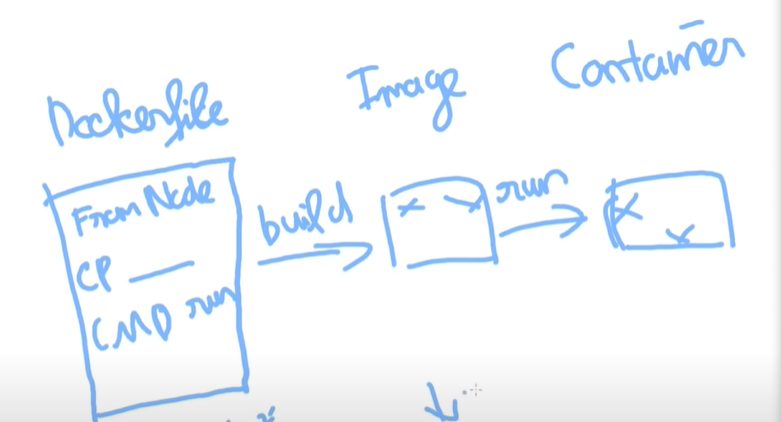 Dockerfile
Image
Container
From Node
CP
CMD run
build
run